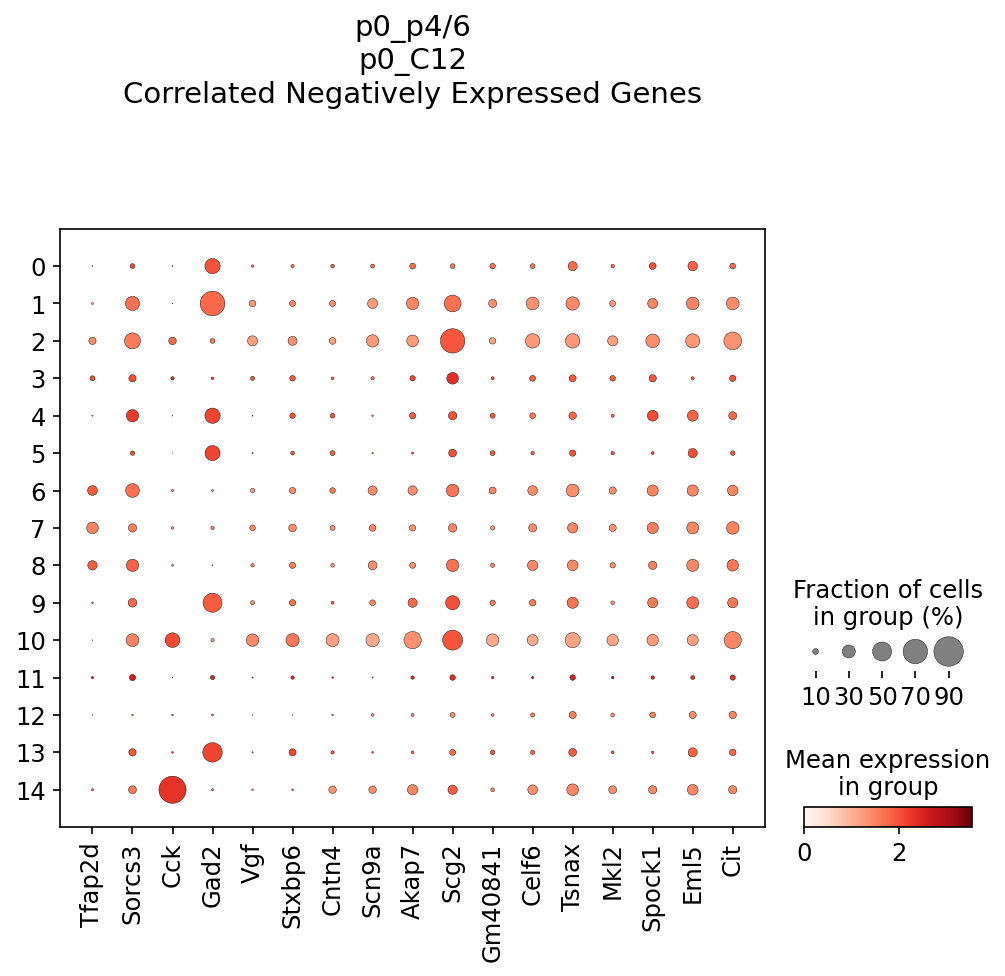 p0_p4/6
p0_C12
Correlated Negatively Expressed Genes
0
1
2
3
4
5
6
7
8
9
10
11
12
13
14
Tfap2d
Sorcs3
Cck
Gad2
Vgf
Stxbp6
Cntn4
Scn9a
Akap7
Scg2
Gm40841
Celf6
Tsnax
Mkl2
Spock1
Eml5
Cit
Fraction of cells
in group (%)
10 30 50 70 90
Mean expression
in group
0 2